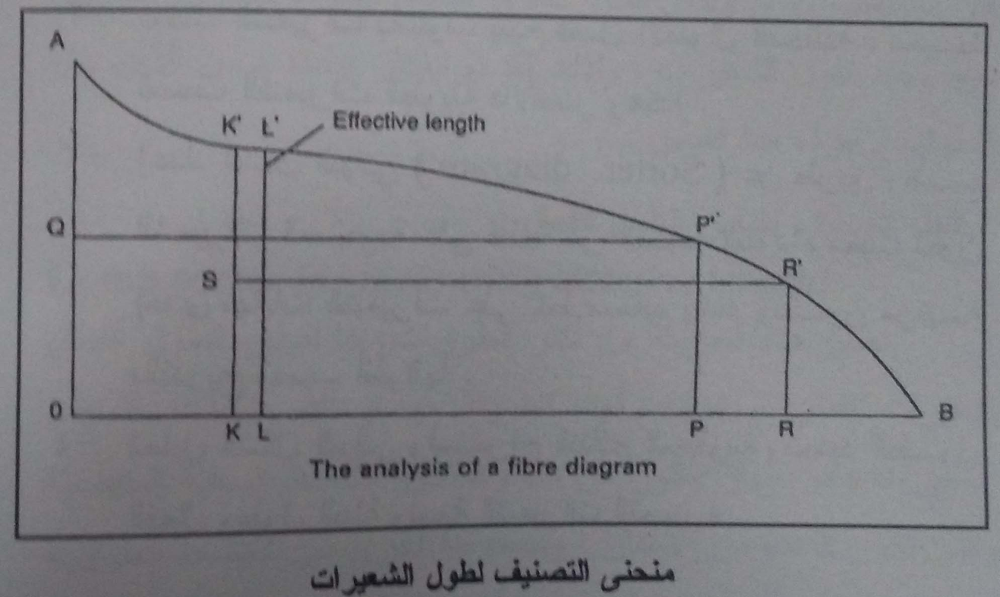 A
K' L' Effective length
Q P'
S R'
0 B
K L P R
The analysis of a fibre diagram
منحنى التصنيف لطول الشعيرات